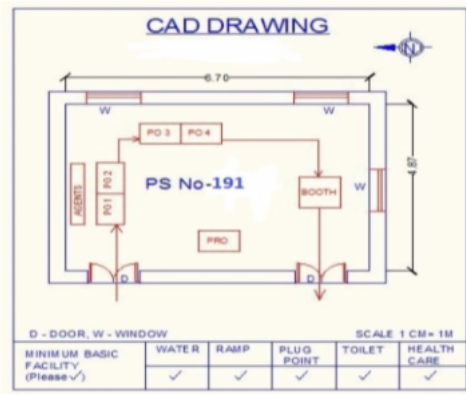 CAD DRAWING
N
6.70
W
W
PO 3 PO 4
4.87
AGENTS
PO 1 PO 2
PS No-191
BOOTH
W
PRO
D
D
D - DOOR, W - WINDOW
SCALE 1 CM= 1M
MINIMUM BASIC FACILITY (Please ✓)
WATER
RAMP
PLUG POINT
TOILET
HEALTH CARE
✓ ✓ ✓ ✓ ✓